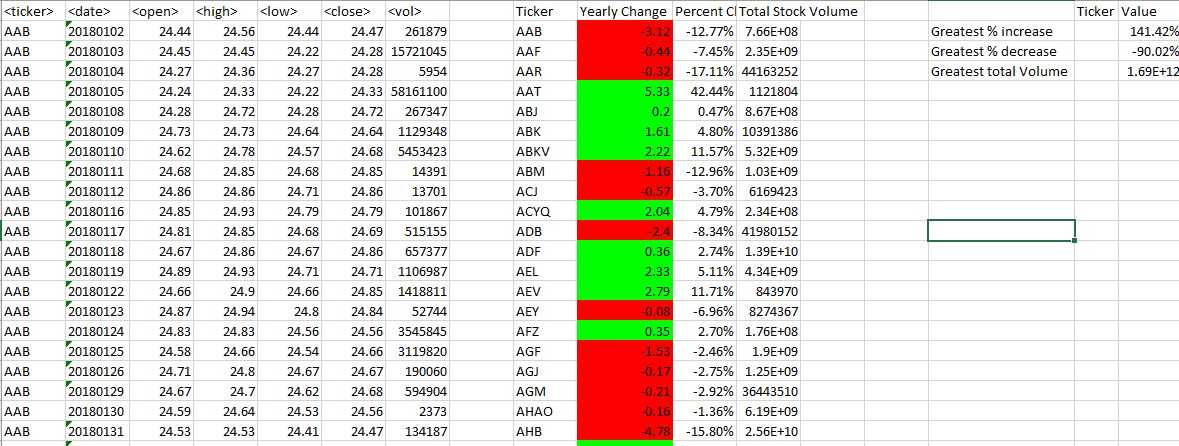 <ticker> <date> <open> <high> <low> <close> <vol> Ticker Yearly Change Percent Cl Total Stock Volume Ticker Value
AAB 20180102 24.44 24.56 24.44 24.47 261879 AAB -3.12 -12.77% 7.66E+08 Greatest % increase 141.42%
AAB 20180103 24.45 24.45 24.22 24.28 15721045 AAF -0.44 -7.45% 2.35E+09 Greatest % decrease -90.02%
AAB 20180104 24.27 24.36 24.27 24.28 5954 AAR -0.32 -17.11% 44163252 Greatest total Volume 1.69E+12
AAB 20180105 24.24 24.33 24.22 24.33 58161100 AAT 5.33 42.44% 1121804
AAB 20180108 24.28 24.72 24.28 24.72 267347 ABJ 0.2 0.47% 8.67E+08
AAB 20180109 24.73 24.73 24.64 24.64 1129348 ABK 1.61 4.80% 10391386
AAB 20180110 24.62 24.78 24.57 24.68 5453423 ABKV 2.22 11.57% 5.32E+09
AAB 20180111 24.68 24.85 24.68 24.85 14391 ABM -1.16 -12.96% 1.03E+09
AAB 20180112 24.86 24.86 24.71 24.86 13701 ACJ -0.57 -3.70% 6169423
AAB 20180116 24.85 24.93 24.79 24.79 101867 ACYQ 2.04 4.79% 2.34E+08
AAB 20180117 24.81 24.85 24.68 24.69 515155 ADB -2.4 -8.34% 41980152
AAB 20180118 24.67 24.86 24.67 24.86 657377 ADF 0.36 2.74% 1.39E+10
AAB 20180119 24.89 24.93 24.71 24.71 1106987 AEL 2.33 5.11% 4.34E+09
AAB 20180122 24.66 24.9 24.66 24.85 1418811 AEV 2.79 11.71% 843970
AAB 20180123 24.87 24.94 24.8 24.84 52744 AEY -0.08 -6.96% 8274367
AAB 20180124 24.83 24.83 24.56 24.56 3545845 AFZ 0.35 2.70% 1.76E+08
AAB 20180125 24.58 24.66 24.54 24.66 3119820 AGF -1.53 -2.46% 1.9E+09
AAB 20180126 24.71 24.8 24.67 24.67 190060 AGJ -0.17 -2.75% 1.25E+09
AAB 20180129 24.67 24.7 24.62 24.68 594904 AGM -0.21 -2.92% 36443510
AAB 20180130 24.59 24.64 24.53 24.56 2373 AHAO -0.16 -1.36% 6.19E+09
AAB 20180131 24.53 24.53 24.41 24.47 134187 AHB -4.78 -15.80% 2.56E+10